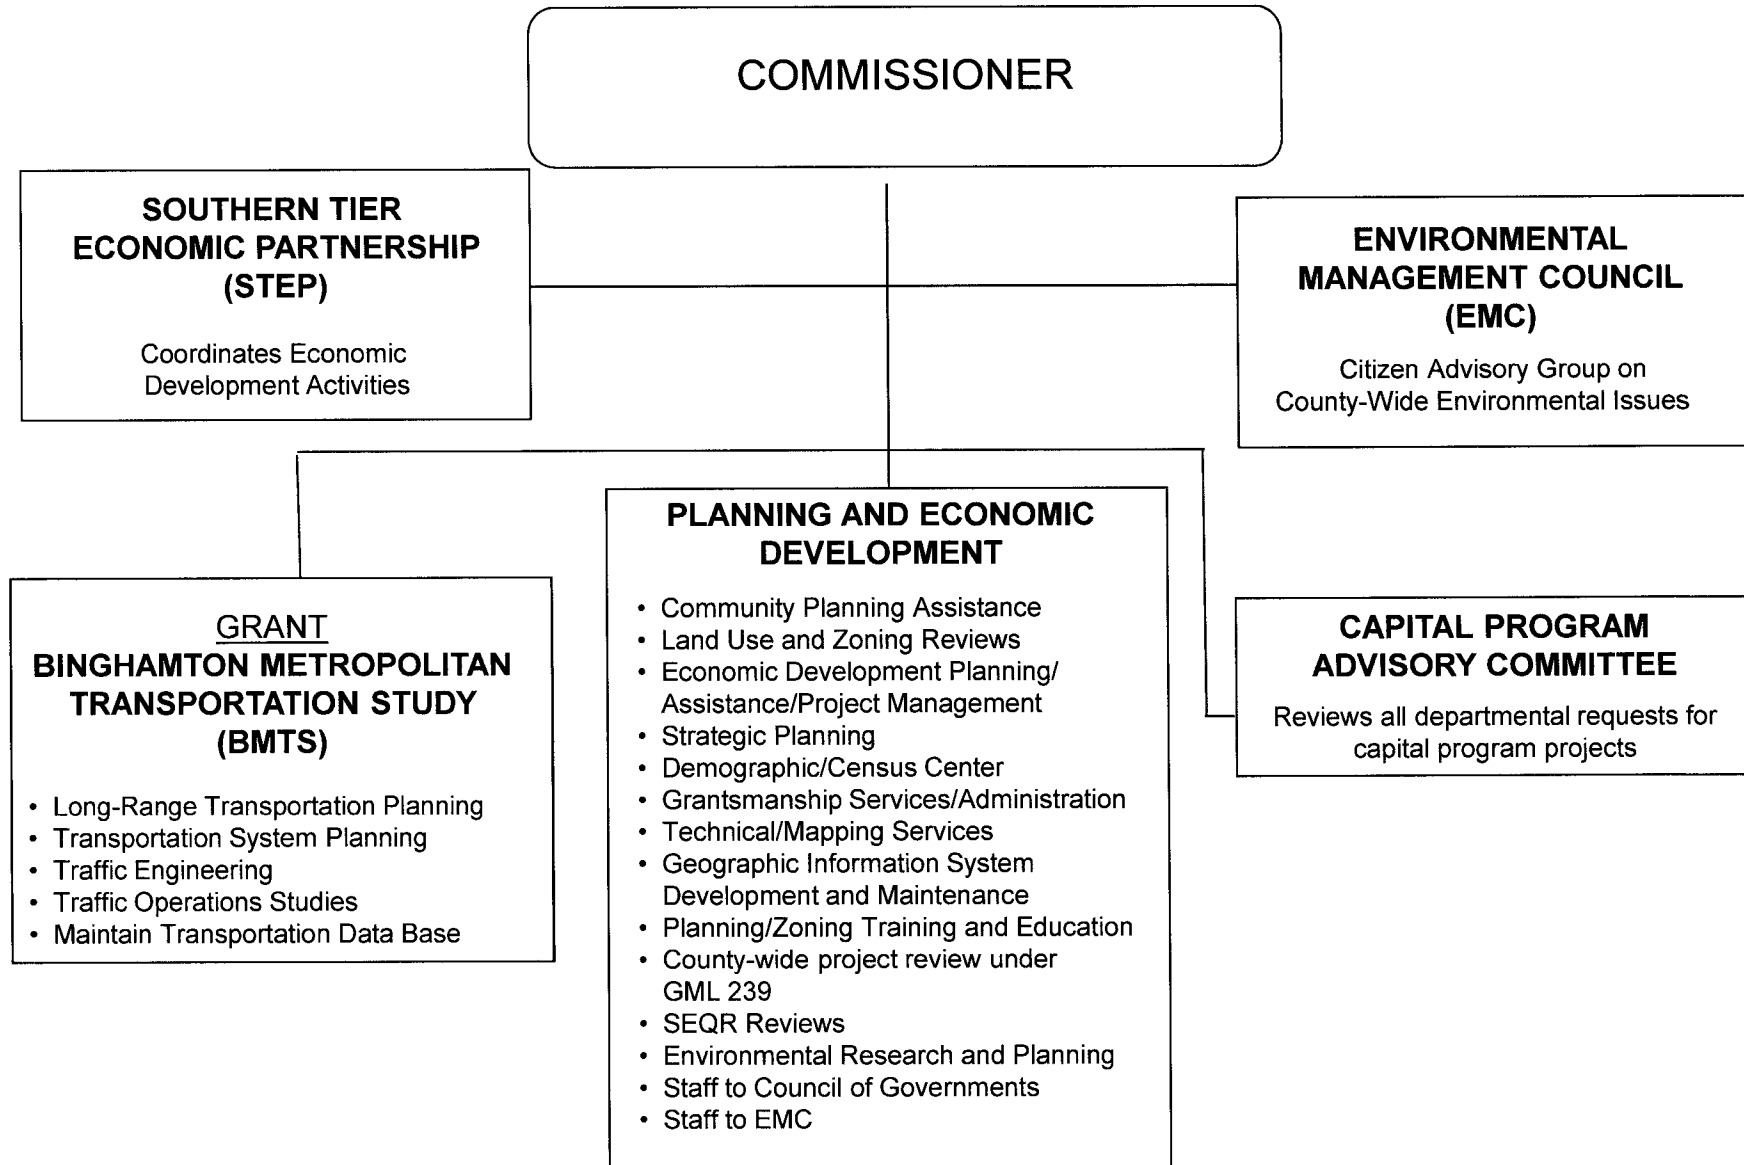 COMMISSIONER
SOUTHERN TIER
ECONOMIC PARTNERSHIP
(STEP)
Coordinates Economic
Development Activities
ENVIRONMENTAL
MANAGEMENT COUNCIL
(EMC)
Citizen Advisory Group on
County-Wide Environmental Issues
GRANT
BINGHAMTON METROPOLITAN
TRANSPORTATION STUDY
(BMTS)
• Long-Range Transportation Planning
• Transportation System Planning
• Traffic Engineering
• Traffic Operations Studies
• Maintain Transportation Data Base
PLANNING AND ECONOMIC
DEVELOPMENT
• Community Planning Assistance
• Land Use and Zoning Reviews
• Economic Development Planning/
Assistance/Project Management
• Strategic Planning
• Demographic/Census Center
• Grantsmanship Services/Administration
• Technical/Mapping Services
• Geographic Information System
Development and Maintenance
• Planning/Zoning Training and Education
• County-wide project review under
GML 239
• SEQR Reviews
• Environmental Research and Planning
• Staff to Council of Governments
• Staff to EMC
CAPITAL PROGRAM
ADVISORY COMMITTEE
Reviews all departmental requests for
capital program projects